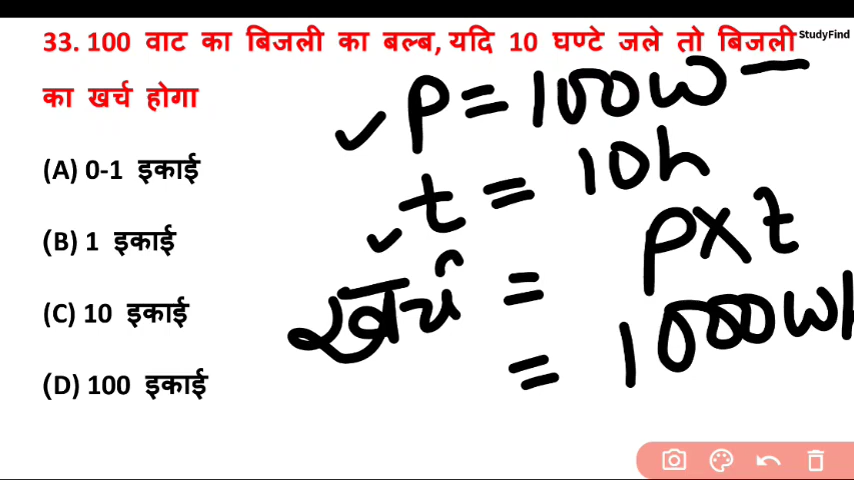 33. 100 वाट का बिजली का बल्ब, यदि 10 घण्टे जले तो बिजली
StudyFind
का खर्च होगा
P = 100W
(A) 0-1 इकाई
t = 10h
(B) 1 इकाई
खर्च = P×t
(C) 10 इकाई
= 1000Wh
(D) 100 इकाई